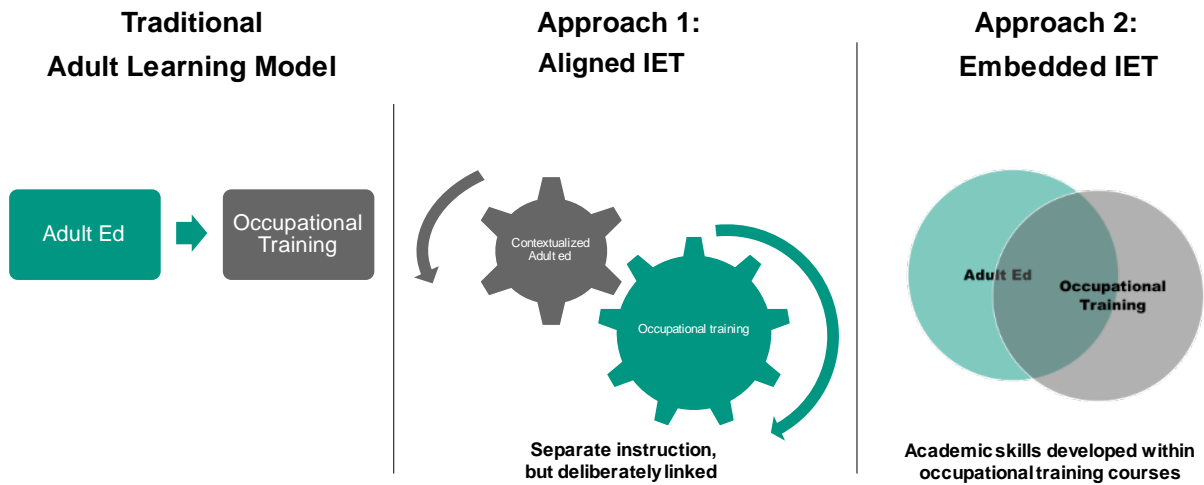 Traditional
Adult Learning Model
Adult Ed
Occupational
Training
Approach 1:
Aligned IET
Contextualized
Adult ed
Occupational training
Separate instruction,
but deliberately linked
Approach 2:
Embedded IET
Adult Ed
Occupational
Training
Academic skills developed within
occupational training courses